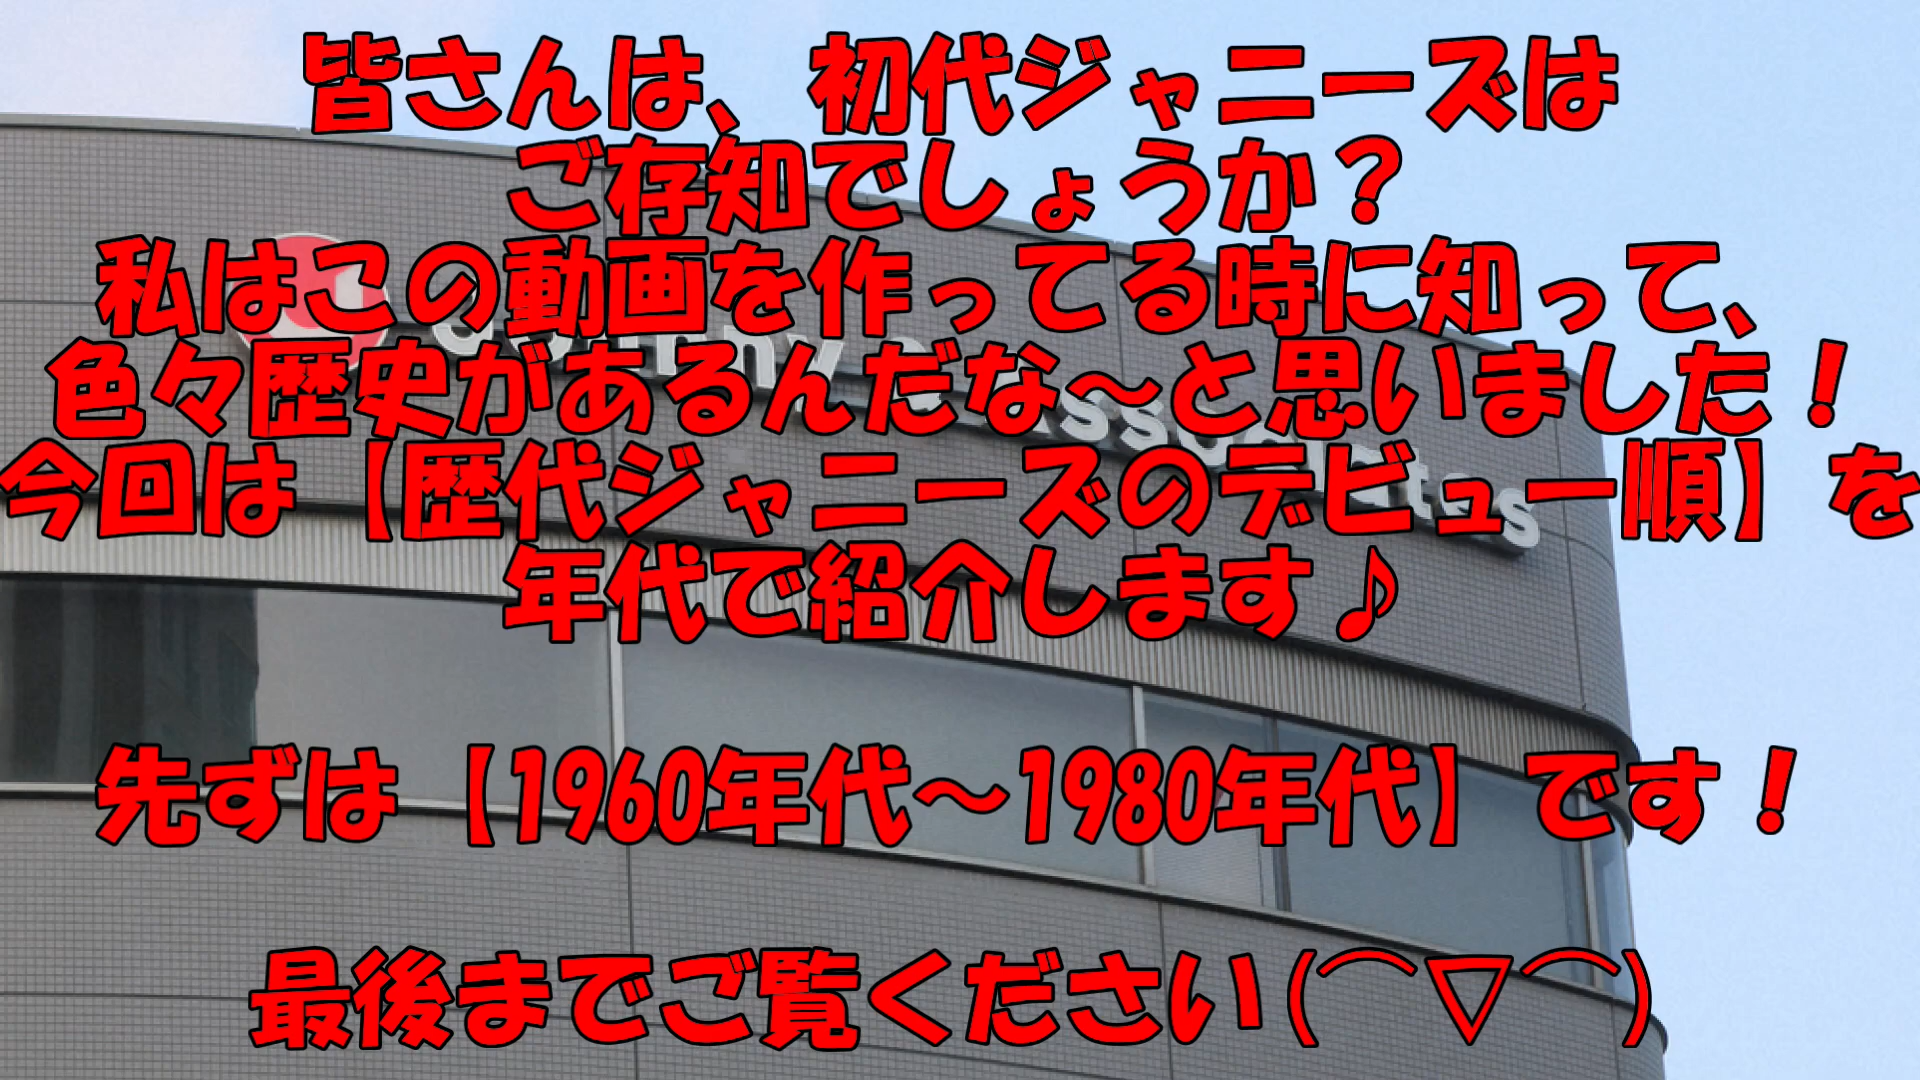 皆さんは、初代ジャニーズは
ご存知でしょうか？
私はこの動画を作ってる時に知って、
色々歴史があるんだな～と思いました！
今回は【歴代ジャニーズのデビュー順】を
年代で紹介します♪
先ずは【1960年代～1980年代】です！
最後までご覧ください(⌒▽⌒)